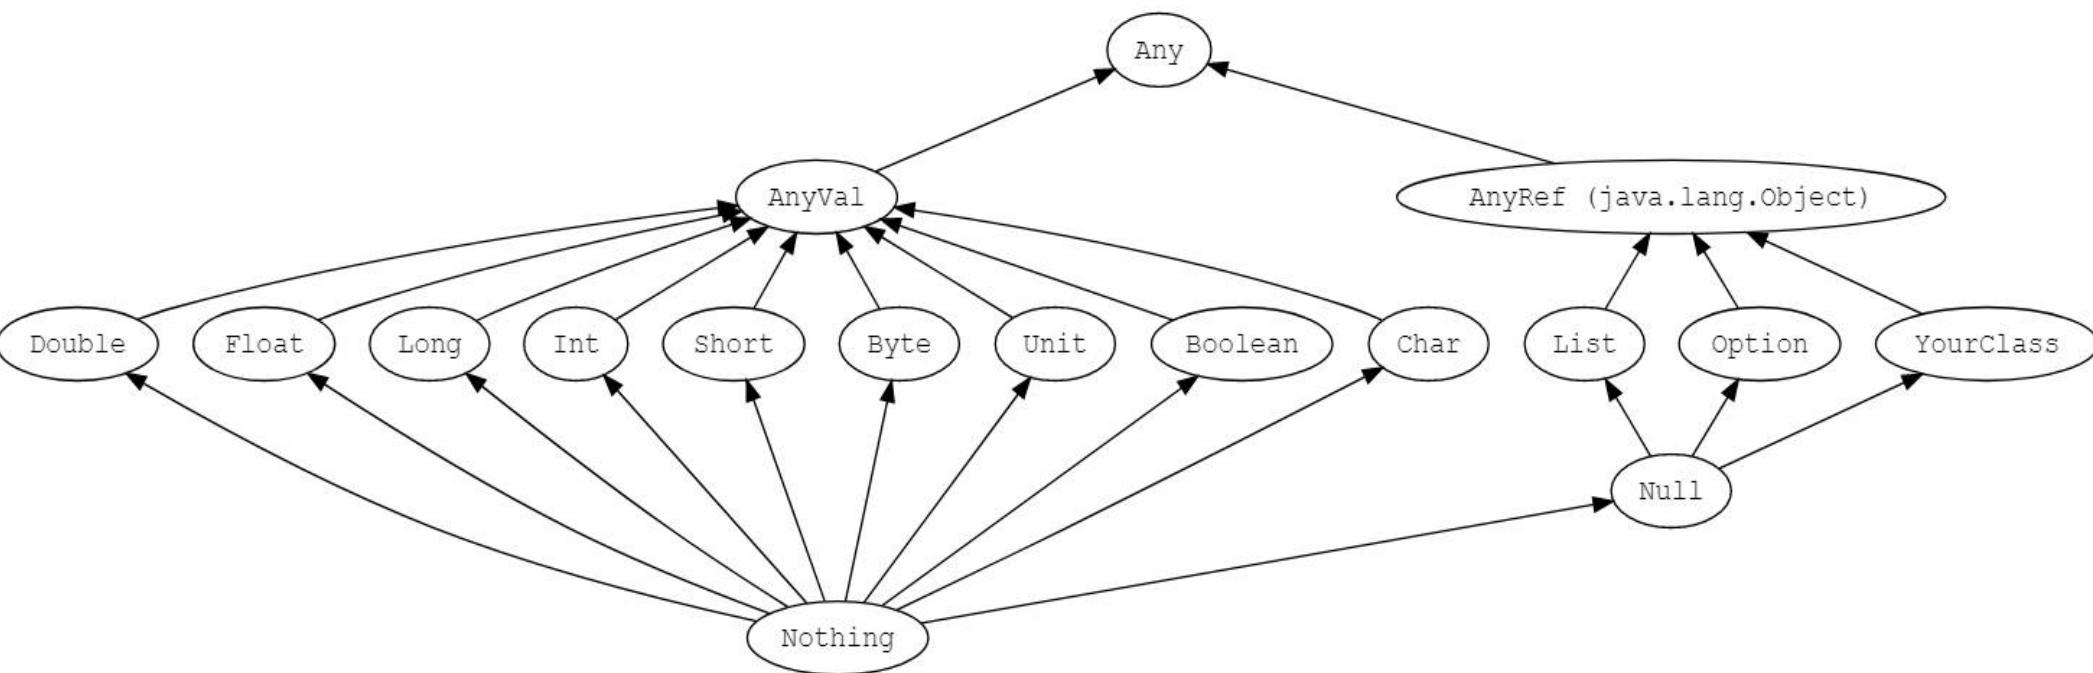 Any
AnyVal
AnyRef (java.lang.Object)
Double
Float
Long
Int
Short
Byte
Unit
Boolean
Char
List
Option
YourClass
Null
Nothing